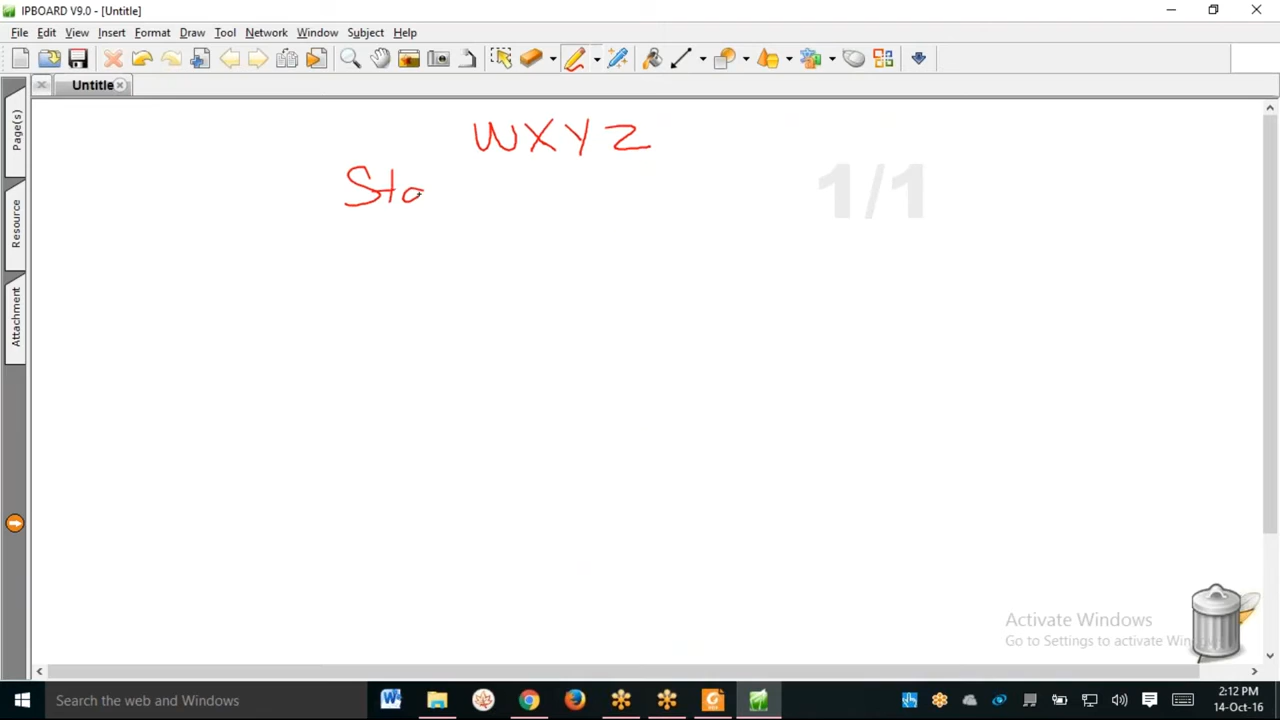 IPBOARD V9.0 - [Untitle]
File Edit View Insert Format Draw Tool Network Window Subject Help
Untitle
Page(s)
Resource
Attachment
WXYZ
Sto
1/1
Activate Windows
Go to Settings to activate Win
Search the web and Windows
2:12 PM
14-Oct-16